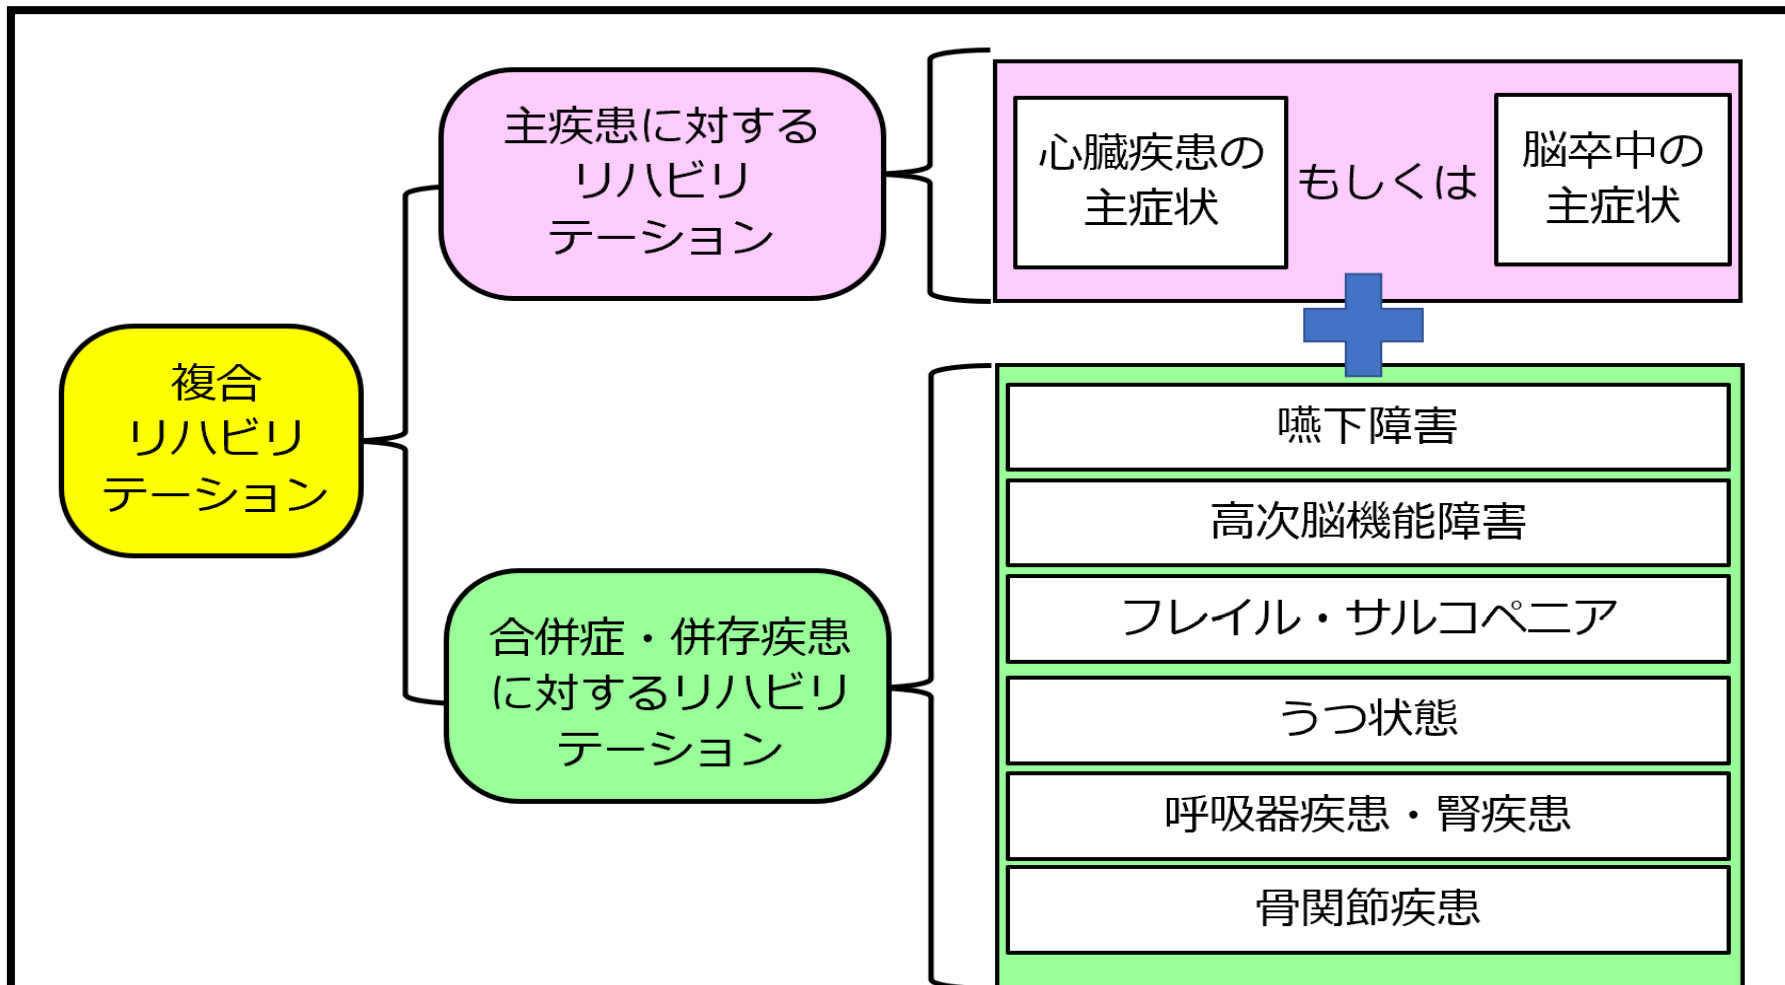 複合
リハビリ
テーション
主疾患に対する
リハビリ
テーション
心臓疾患の
主症状
もしくは
脳卒中の
主症状
合併症・併存疾患
に対するリハビリ
テーション
嚥下障害
高次脳機能障害
フレイル・サルコペニア
うつ状態
呼吸器疾患・腎疾患
骨関節疾患